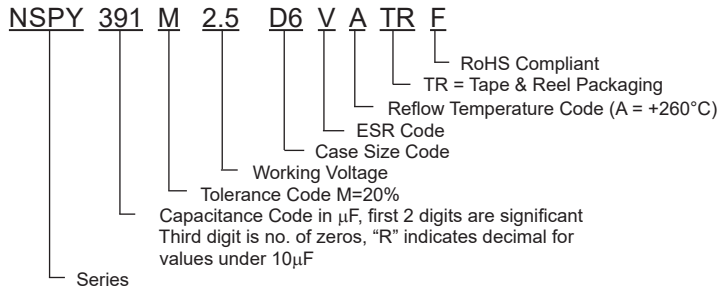 NSPY 391 M 2.5 D6 V A TR F
RoHS Compliant
TR = Tape & Reel Packaging
Reflow Temperature Code (A = +260°C)
ESR Code
Case Size Code
Working Voltage
Tolerance Code M=20%
Capacitance Code in μF, first 2 digits are significant
Third digit is no. of zeros, “R” indicates decimal for
values under 10μF
Series